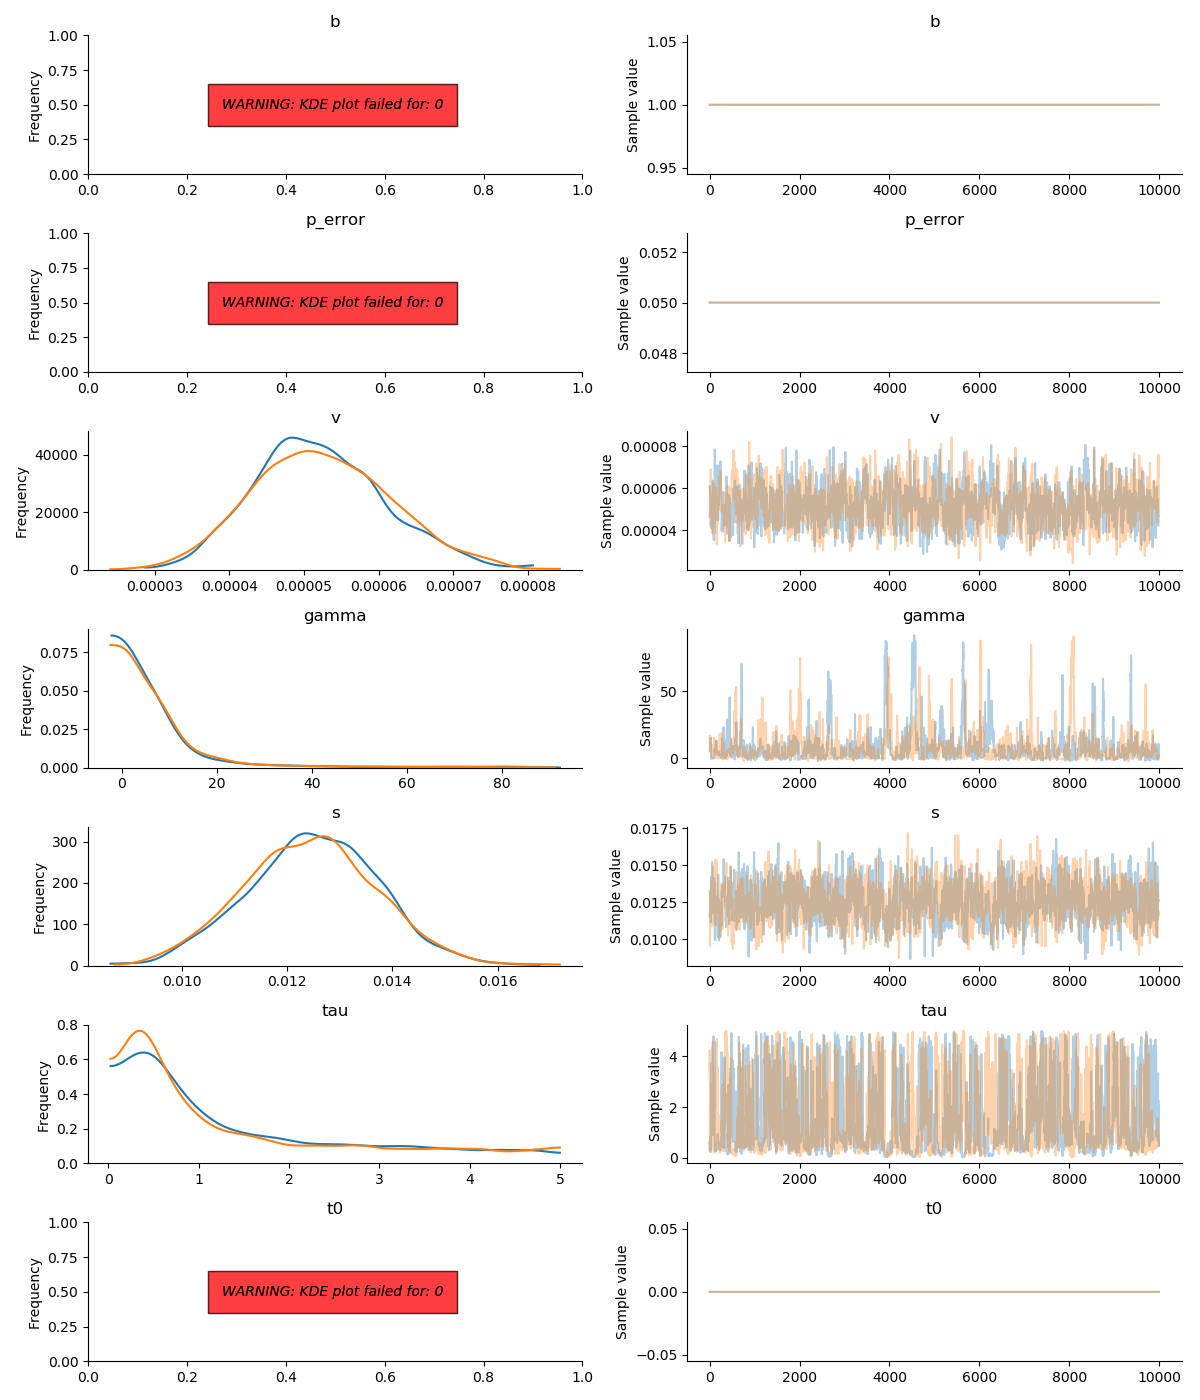 b
b
1.00
0.75
0.50
0.25
0.00
Frequency
WARNING: KDE plot failed for: 0
0.0 0.2 0.4 0.6 0.8 1.0
1.05
1.00
0.95
Sample value
0 2000 4000 6000 8000 10000
p_error
p_error
1.00
0.75
0.50
0.25
0.00
Frequency
WARNING: KDE plot failed for: 0
0.0 0.2 0.4 0.6 0.8 1.0
0.052
0.050
0.048
Sample value
0 2000 4000 6000 8000 10000
v
v
40000
20000
0
Frequency
0.00003 0.00004 0.00005 0.00006 0.00007 0.00008
0.00008
0.00006
0.00004
Sample value
0 2000 4000 6000 8000 10000
gamma
gamma
0.075
0.050
0.025
0.000
Frequency
0 20 40 60 80
50
0
Sample value
0 2000 4000 6000 8000 10000
s
s
300
200
100
0
Frequency
0.010 0.012 0.014 0.016
0.0175
0.0150
0.0125
0.0100
Sample value
0 2000 4000 6000 8000 10000
tau
tau
0.8
0.6
0.4
0.2
0.0
Frequency
0 1 2 3 4 5
4
2
0
Sample value
0 2000 4000 6000 8000 10000
t0
t0
1.00
0.75
0.50
0.25
0.00
Frequency
WARNING: KDE plot failed for: 0
0.0 0.2 0.4 0.6 0.8 1.0
0.05
0.00
−0.05
Sample value
0 2000 4000 6000 8000 10000